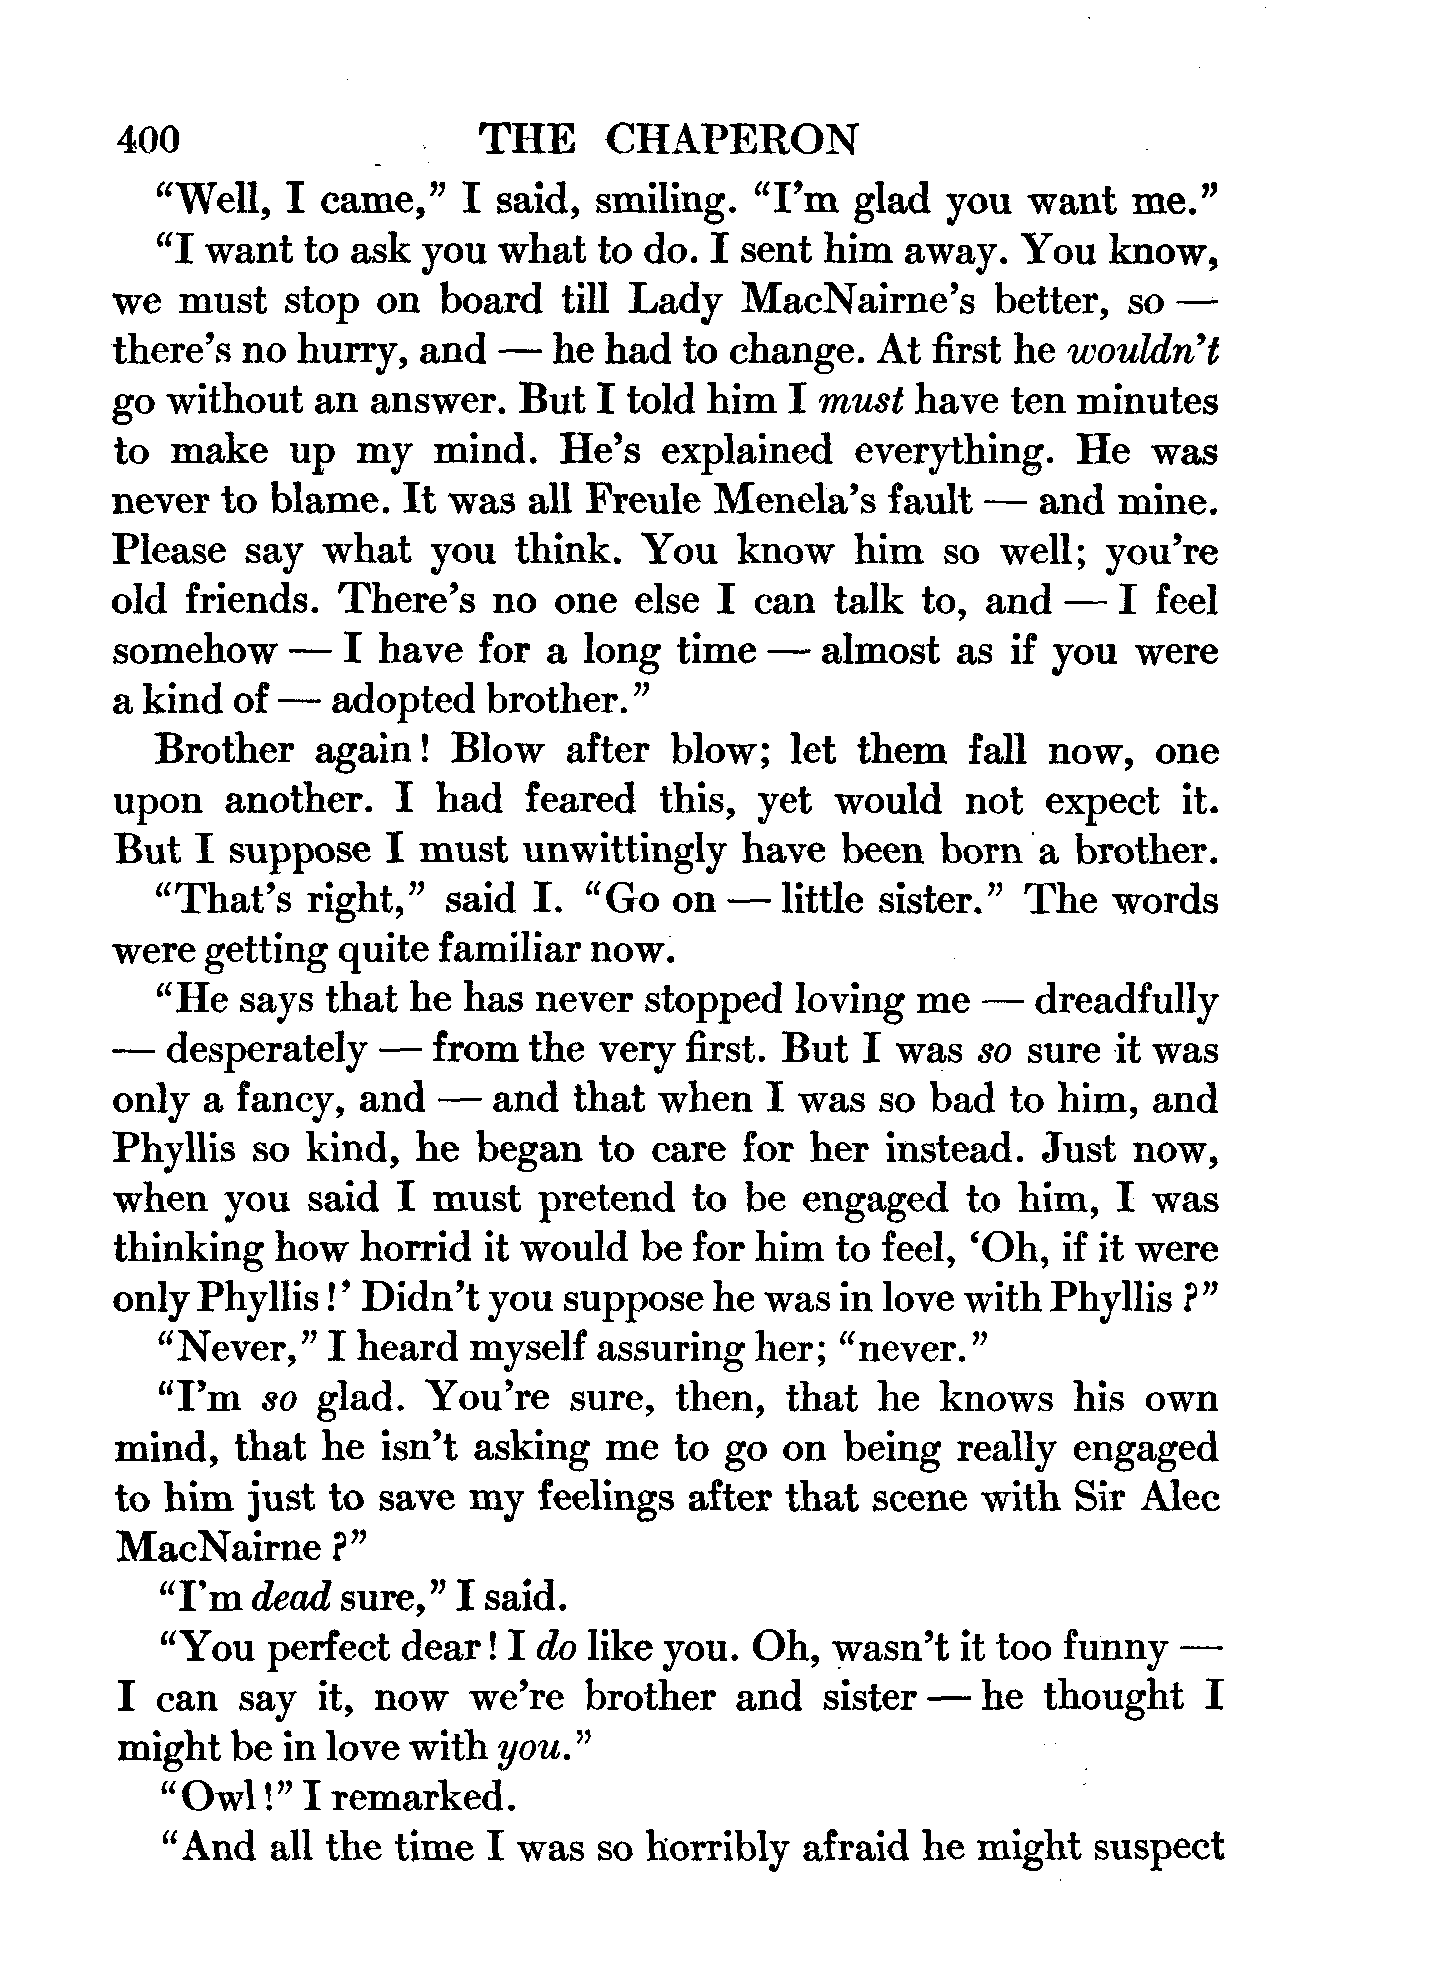 400 THE CHAPERON
“Well, I came,” I said, smiling. “I’m glad you want me.”
“I want to ask you what to do. I sent him away. You know,
we must stop on board till Lady MacNairne’s better, so —
there’s no hurry, and — he had to change. At first he wouldn’t
go without an answer. But I told him I must have ten minutes
to make up my mind. He’s explained everything. He was
never to blame. It was all Freule Menela’s fault — and mine.
Please say what you think. You know him so well; you’re
old friends. There’s no one else I can talk to, and — I feel
somehow — I have for a long time — almost as if you were
a kind of — adopted brother.”
Brother again! Blow after blow; let them fall now, one
upon another. I had feared this, yet would not expect it.
But I suppose I must unwittingly have been born a brother.
“That’s right,” said I. “Go on — little sister.” The words
were getting quite familiar now.
“He says that he has never stopped loving me — dreadfully
— desperately — from the very first. But I was so sure it was
only a fancy, and — and that when I was so bad to him, and
Phyllis so kind, he began to care for her instead. Just now,
when you said I must pretend to be engaged to him, I was
thinking how horrid it would be for him to feel, ‘Oh, if it were
only Phyllis!’ Didn’t you suppose he was in love with Phyllis?”
“Never,” I heard myself assuring her; “never.”
“I’m so glad. You’re sure, then, that he knows his own
mind, that he isn’t asking me to go on being really engaged
to him just to save my feelings after that scene with Sir Alec
MacNairne?”
“I’m dead sure,” I said.
“You perfect dear! I do like you. Oh, wasn’t it too funny —
I can say it, now we’re brother and sister — he thought I
might be in love with you.”
“Owl!” I remarked.
“And all the time I was so horribly afraid he might suspect